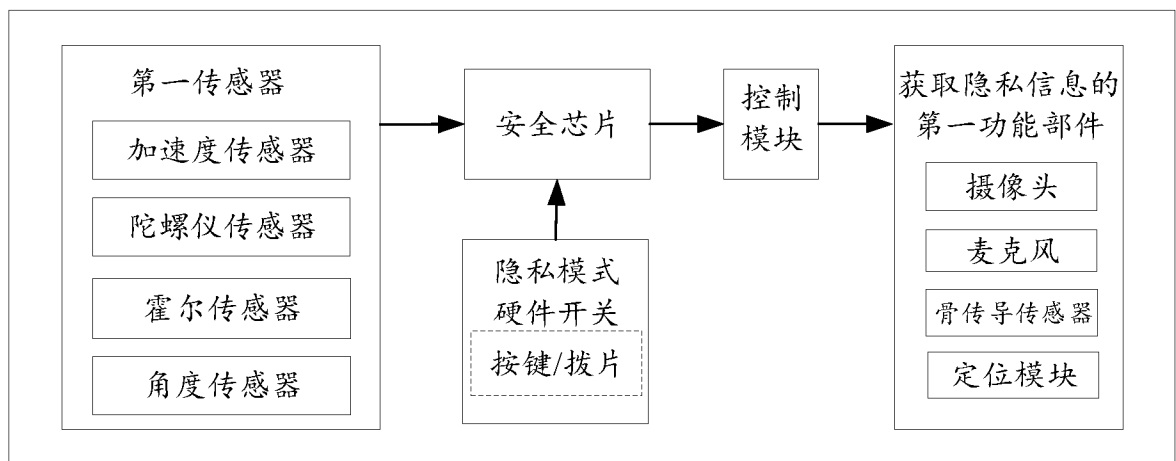 第一传感器
加速度传感器
陀螺仪传感器
霍尔传感器
角度传感器
安全芯片
隐私模式
硬件开关
按键/拨片
控制
模块
获取隐私信息的
第一功能部件
摄像头
麦克风
骨传导传感器
定位模块